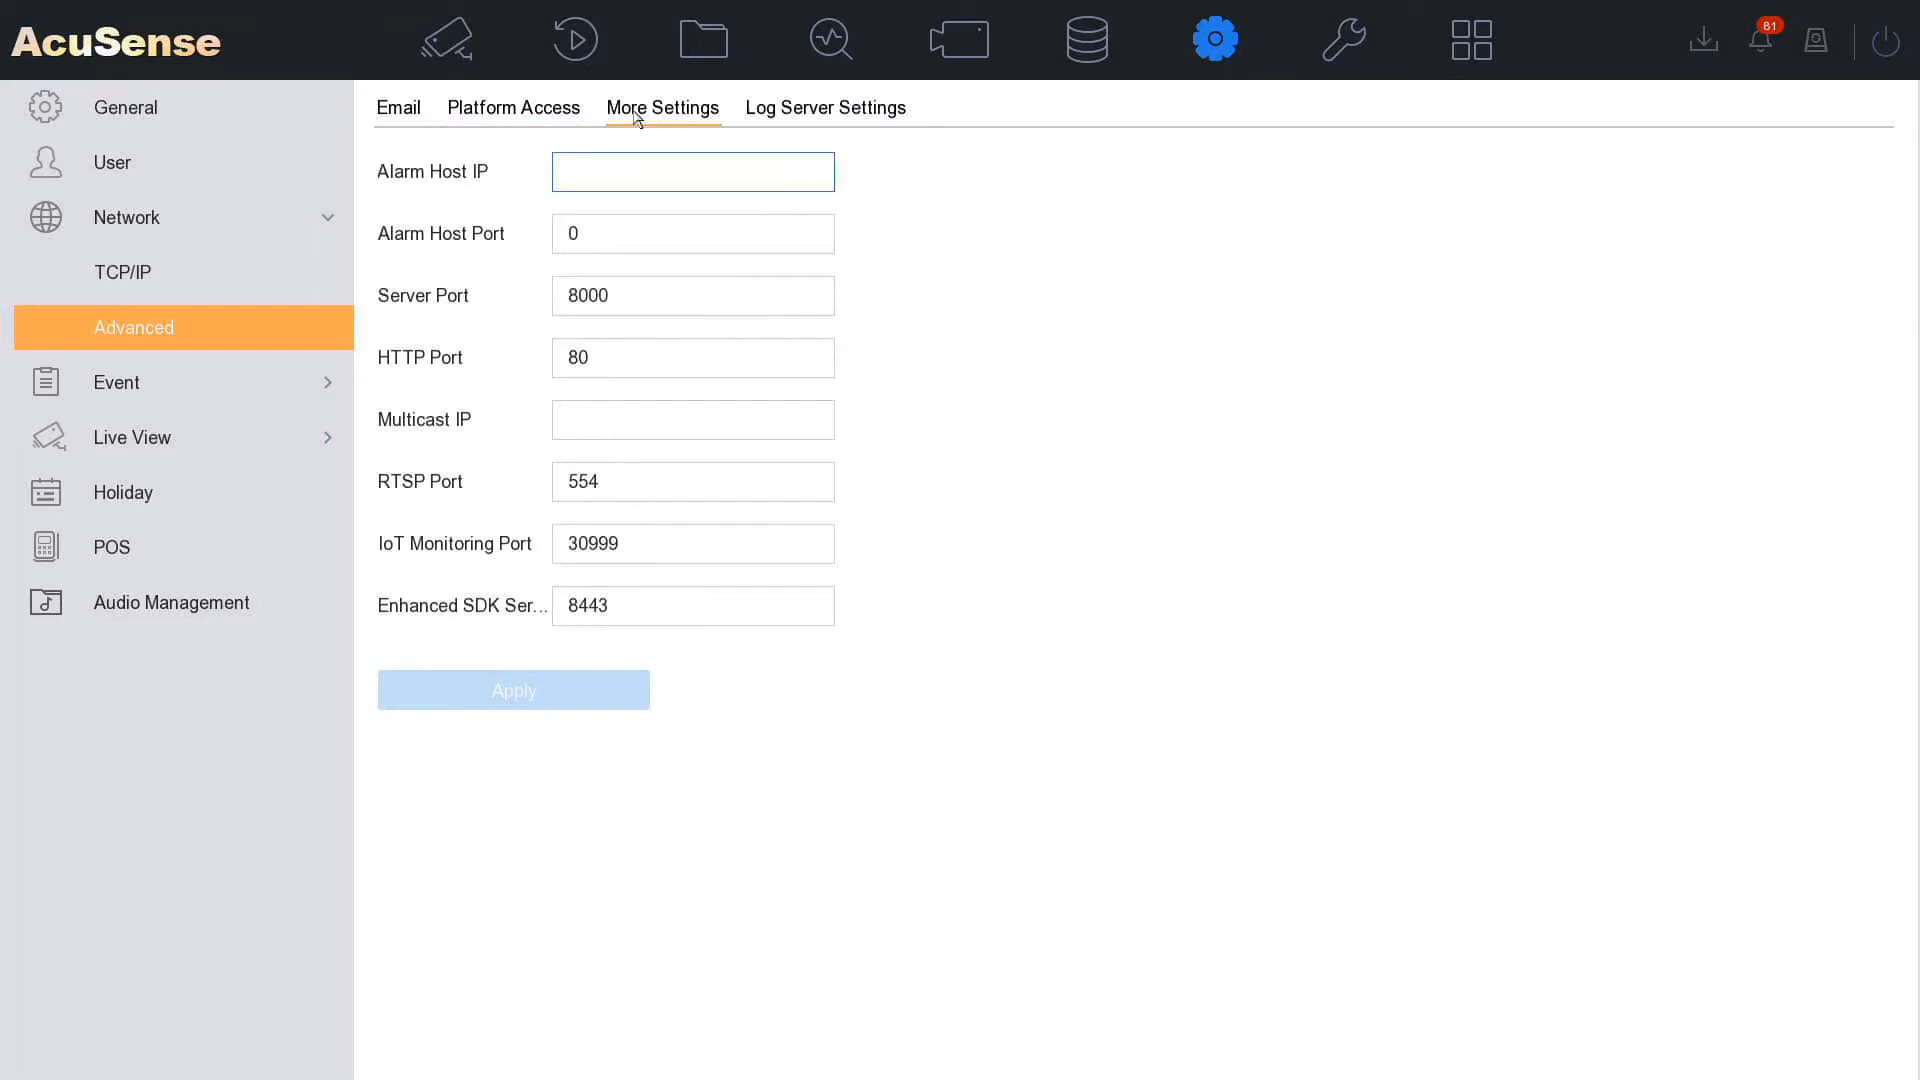 AcuSense
81
General
User
Network
TCP/IP
Advanced
Event
Live View
Holiday
POS
Audio Management
Email Platform Access More Settings Log Server Settings
Alarm Host IP
Alarm Host Port 0
Server Port 8000
HTTP Port 80
Multicast IP
RTSP Port 554
IoT Monitoring Port 30999
Enhanced SDK Ser... 8443
Apply